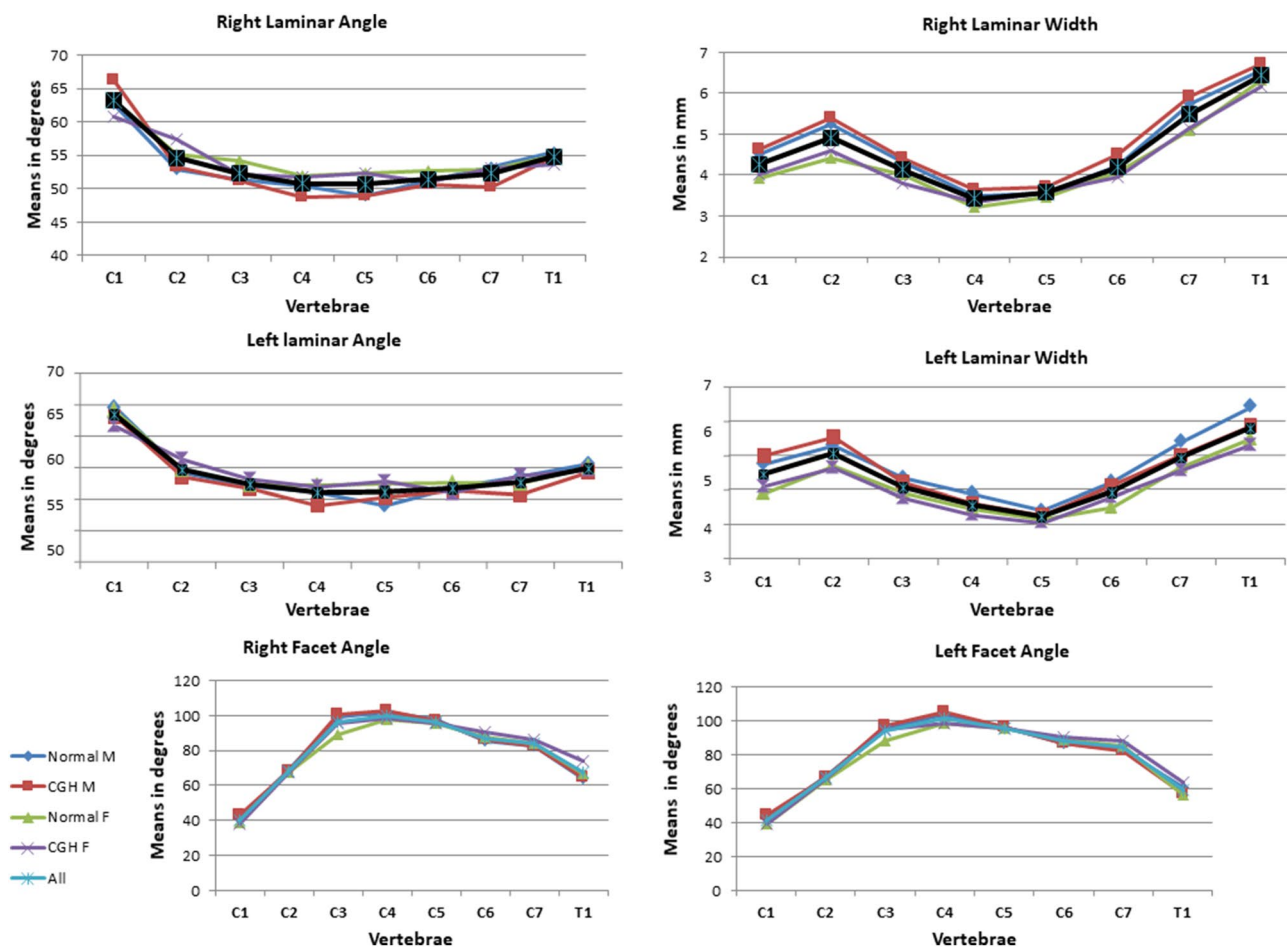 Right Laminar Angle
Means in degrees
70
65
60
55
50
45
40
C1 C2 C3 C4 C5 C6 C7 T1
Vertebrae
Right Laminar Width
Means in mm
7
6
5
4
3
2
C1 C2 C3 C4 C5 C6 C7 T1
Vertebrae
Left laminar Angle
Means in degrees
70
65
60
55
50
C1 C2 C3 C4 C5 C6 C7 T1
Vertebrae
Left Laminar Width
Means in mm
7
6
5
4
3
C1 C2 C3 C4 C5 C6 C7 T1
Vertebrae
Right Facet Angle
Means in degrees
120
100
80
60
40
20
0
C1 C2 C3 C4 C5 C6 C7 T1
Vertebrae
Left Facet Angle
Means in degrees
120
100
80
60
40
20
0
C1 C2 C3 C4 C5 C6 C7 T1
Vertebrae
Normal M
CGH M
Normal F
CGH F
All